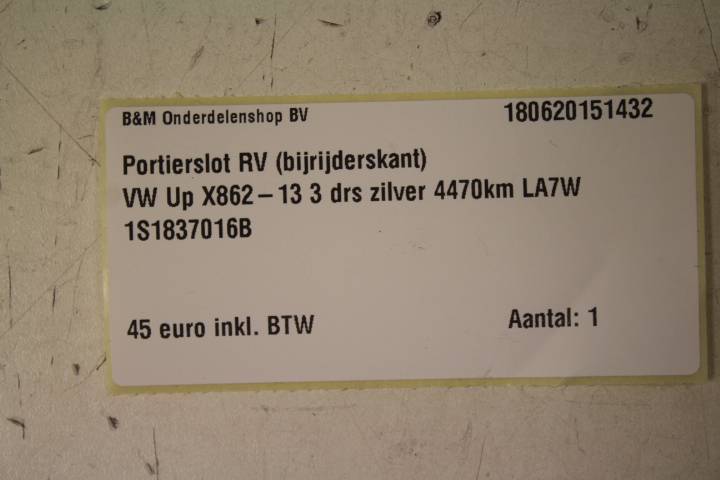 B&M Onderdelenshop BV 180620151432
Portierslot RV (bijrijderskant)
VW Up X862 – 13 3 drs zilver 4470km LA7W
1S1837016B
45 euro inkl. BTW Aantal: 1